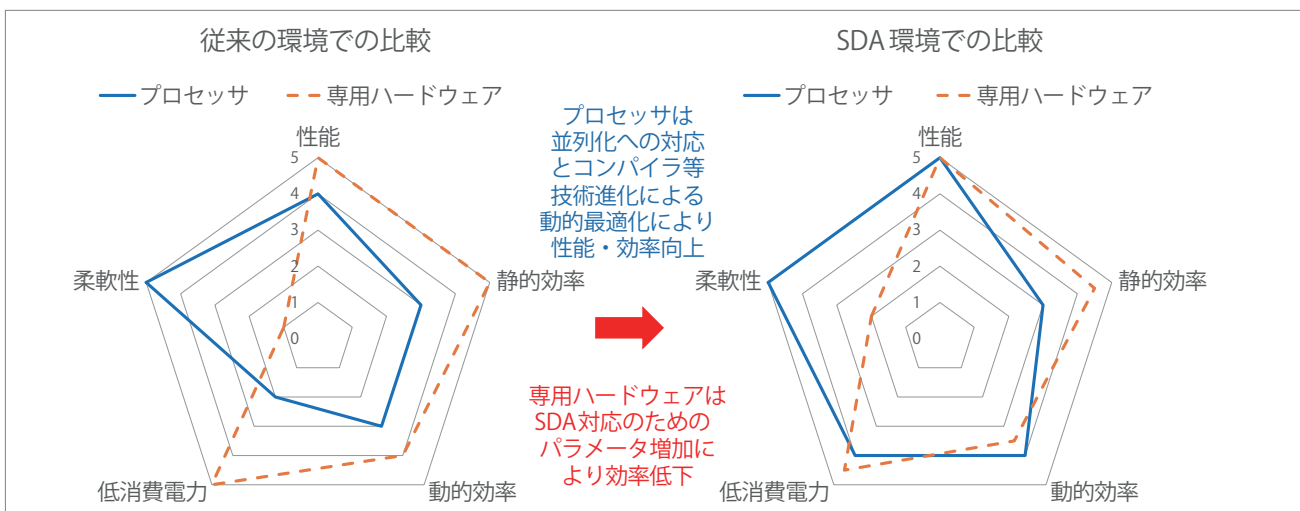 従来の環境での比較
プロセッサ 専用ハードウェア
性能
5
4
3
2
1
0
静的効率
動的効率
低消費電力
柔軟性
プロセッサは
並列化への対応
とコンパイラ等
技術進化による
動的最適化により
性能・効率向上
専用ハードウェアは
SDA対応のための
パラメータ増加に
より効率低下
SDA 環境での比較
プロセッサ 専用ハードウェア
性能
5
4
3
2
1
0
静的効率
動的効率
低消費電力
柔軟性